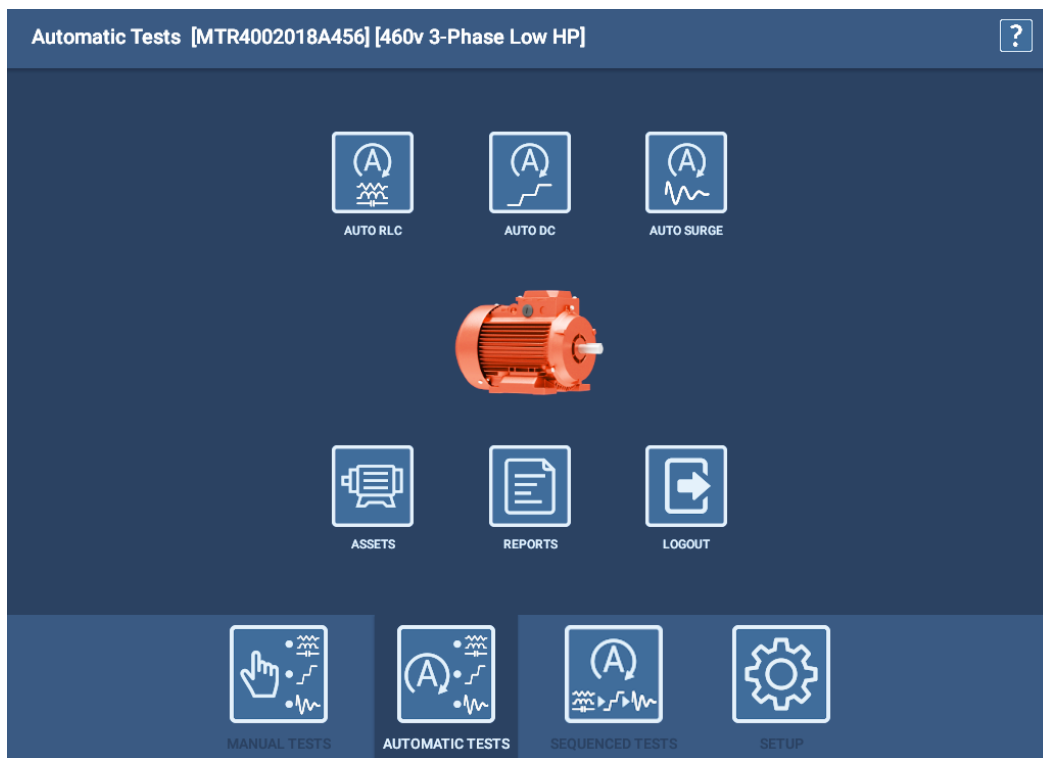 Automatic Tests [MTR4002018A456] [460v 3-Phase Low HP]
?
A A A
AUTO RLC AUTO DC AUTO SURGE
ASSETS REPORTS LOGOUT
A A
MANUAL TESTS AUTOMATIC TESTS SEQUENCED TESTS SETUP